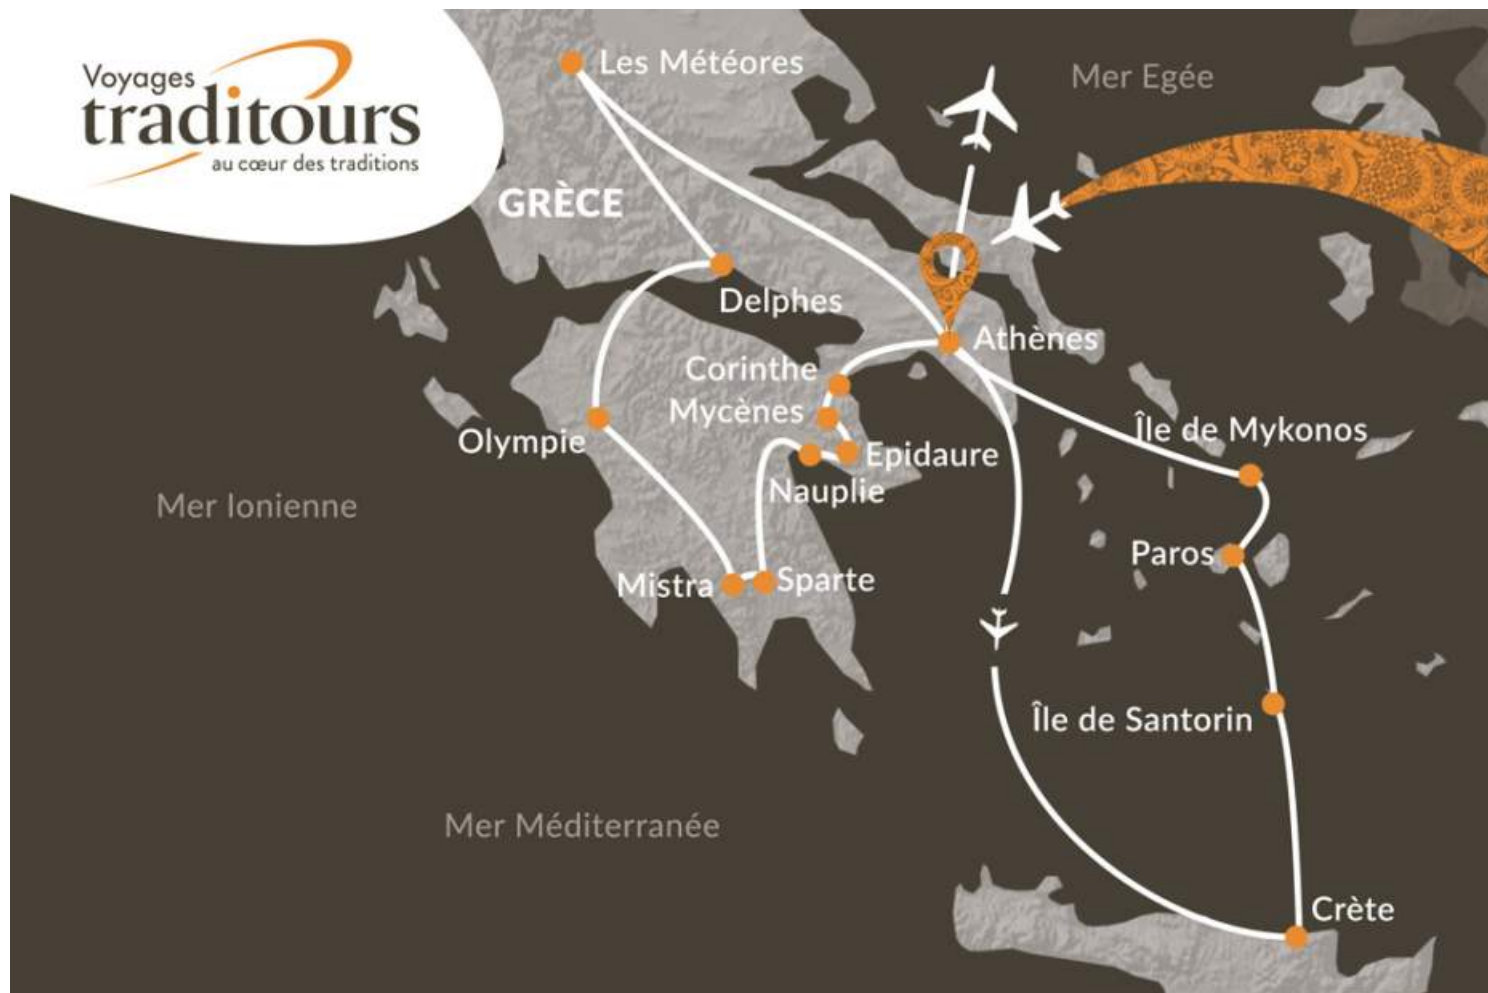 Voyages
traditours
au cœur des traditions
Les Météores
Mer Egée
GRÈCE
Delphes
Athènes
Corinthe
Mycènes
Olympie
Epidaure
Île de Mykonos
Nauplie
Mer Ionienne
Paros
Mistra
Sparte
Île de Santorin
Mer Méditerranée
Crète